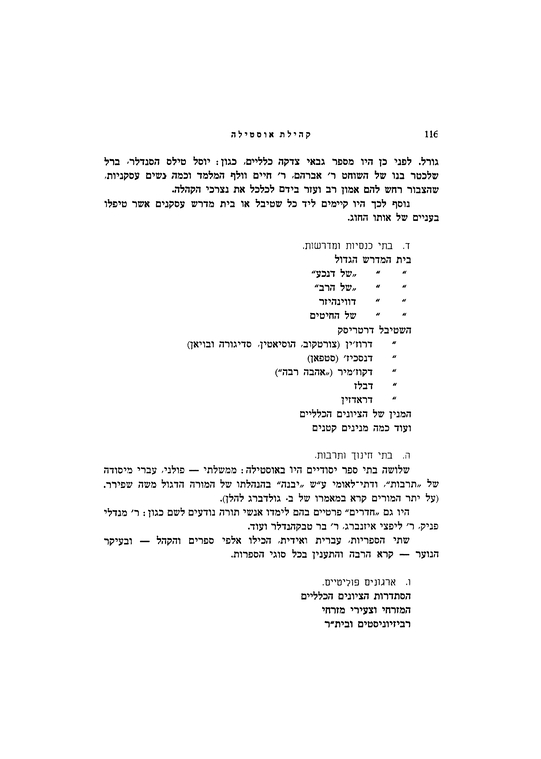 116 קהילת אוסטילה
גורל. לפני כן היו מספר גבאי צדקה כלליים, כגון: יוסל טילס הסנדלר, ברל
שלכטר בנו של השוחט ר׳ אברהם, ר׳ חיים וולף המלמד וכמה נשים עסקניות,
שהצבור רחש להם אמון רב ועזר בידם לכלכל את נצרכי הקהלה.
נוסף לכך היו קיימים ליד כל שטיבל או בית מדרש עסקנים אשר טיפלו
בעניים של אותו החוג.
ד. בתי כנסיות ומדרשות.
בית המדרש הגדול
״ ״ „של דנכע״
״ ״ „של הרב״
״ ״ דווינהיזר
״ ״ של החיטים
השטיבל דטריסק
״ דרוז׳ין (צורטקוב, הוסיאטין, סדיגורה ובויאן)
״ דנסכיז׳ (סטפאן)
״ דקוז׳מיר („אהבה רבה״)
״ דבלז
״ דראדזין
המנין של הציונים הכלליים
ועוד כמה מנינים קטנים
ה. בתי חינוך ותרבות.
שלושה בתי ספר יסודיים היו באוסטילה: ממשלתי — פולני, עברי מיסודה
של „תרבות״, ודתי־לאומי ע״ש „יבנה״ בהנהלתו של המורה הדגול משה שפירר.
(על יתר המורים קרא במאמרו של ב. גולדברג להלן).
היו גם „חדרים״ פרטיים בהם לימדו אנשי תורה נודעים לשם כגון: ר׳ מנדלי
פניק, ר׳ ליפצי איזנברג, ר׳ בר טבקהנדלר ועוד.
שתי הספריות, עברית ואידית, הכילו אלפי ספרים והקהל — ובעיקר
הנוער — קרא הרבה והתענין בכל סוגי הספרות.
ו. ארגונים פוליטיים.
הסתדרות הציונים הכלליים
המזרחי וצעירי מזרחי
רביזיוניסטים ובית״ר